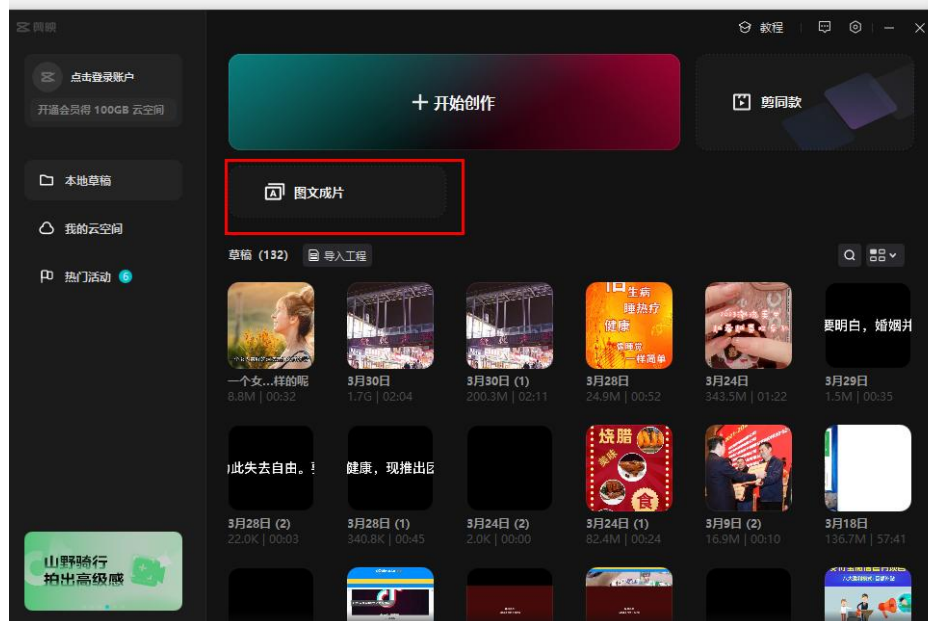 剪映
教程
点击登录账户
开通会员得 100GB 云空间
开始创作
剪同款
本地草稿
图文成片
我的云空间
热门活动 6
草稿 (132)
导入工程
生病
睡热疗
健康
一样简单
要明白，婚姻并
一个女...样的呢
8.8M | 00:32
3月30日
1.7G | 02:04
3月30日 (1)
200.3M | 02:11
3月28日
24.9M | 00:52
3月24日
343.5M | 01:22
3月29日
1.5M | 00:35
此失去自由。
健康，现推出
烧腊
美味
食
3月28日 (2)
22.0K | 00:03
3月28日 (1)
340.8K | 00:45
3月24日 (2)
2.0K | 00:00
3月24日 (1)
82.4M | 00:24
3月9日 (2)
16.9M | 00:10
3月18日
136.7M | 57:41
山野骑行
拍出高级感